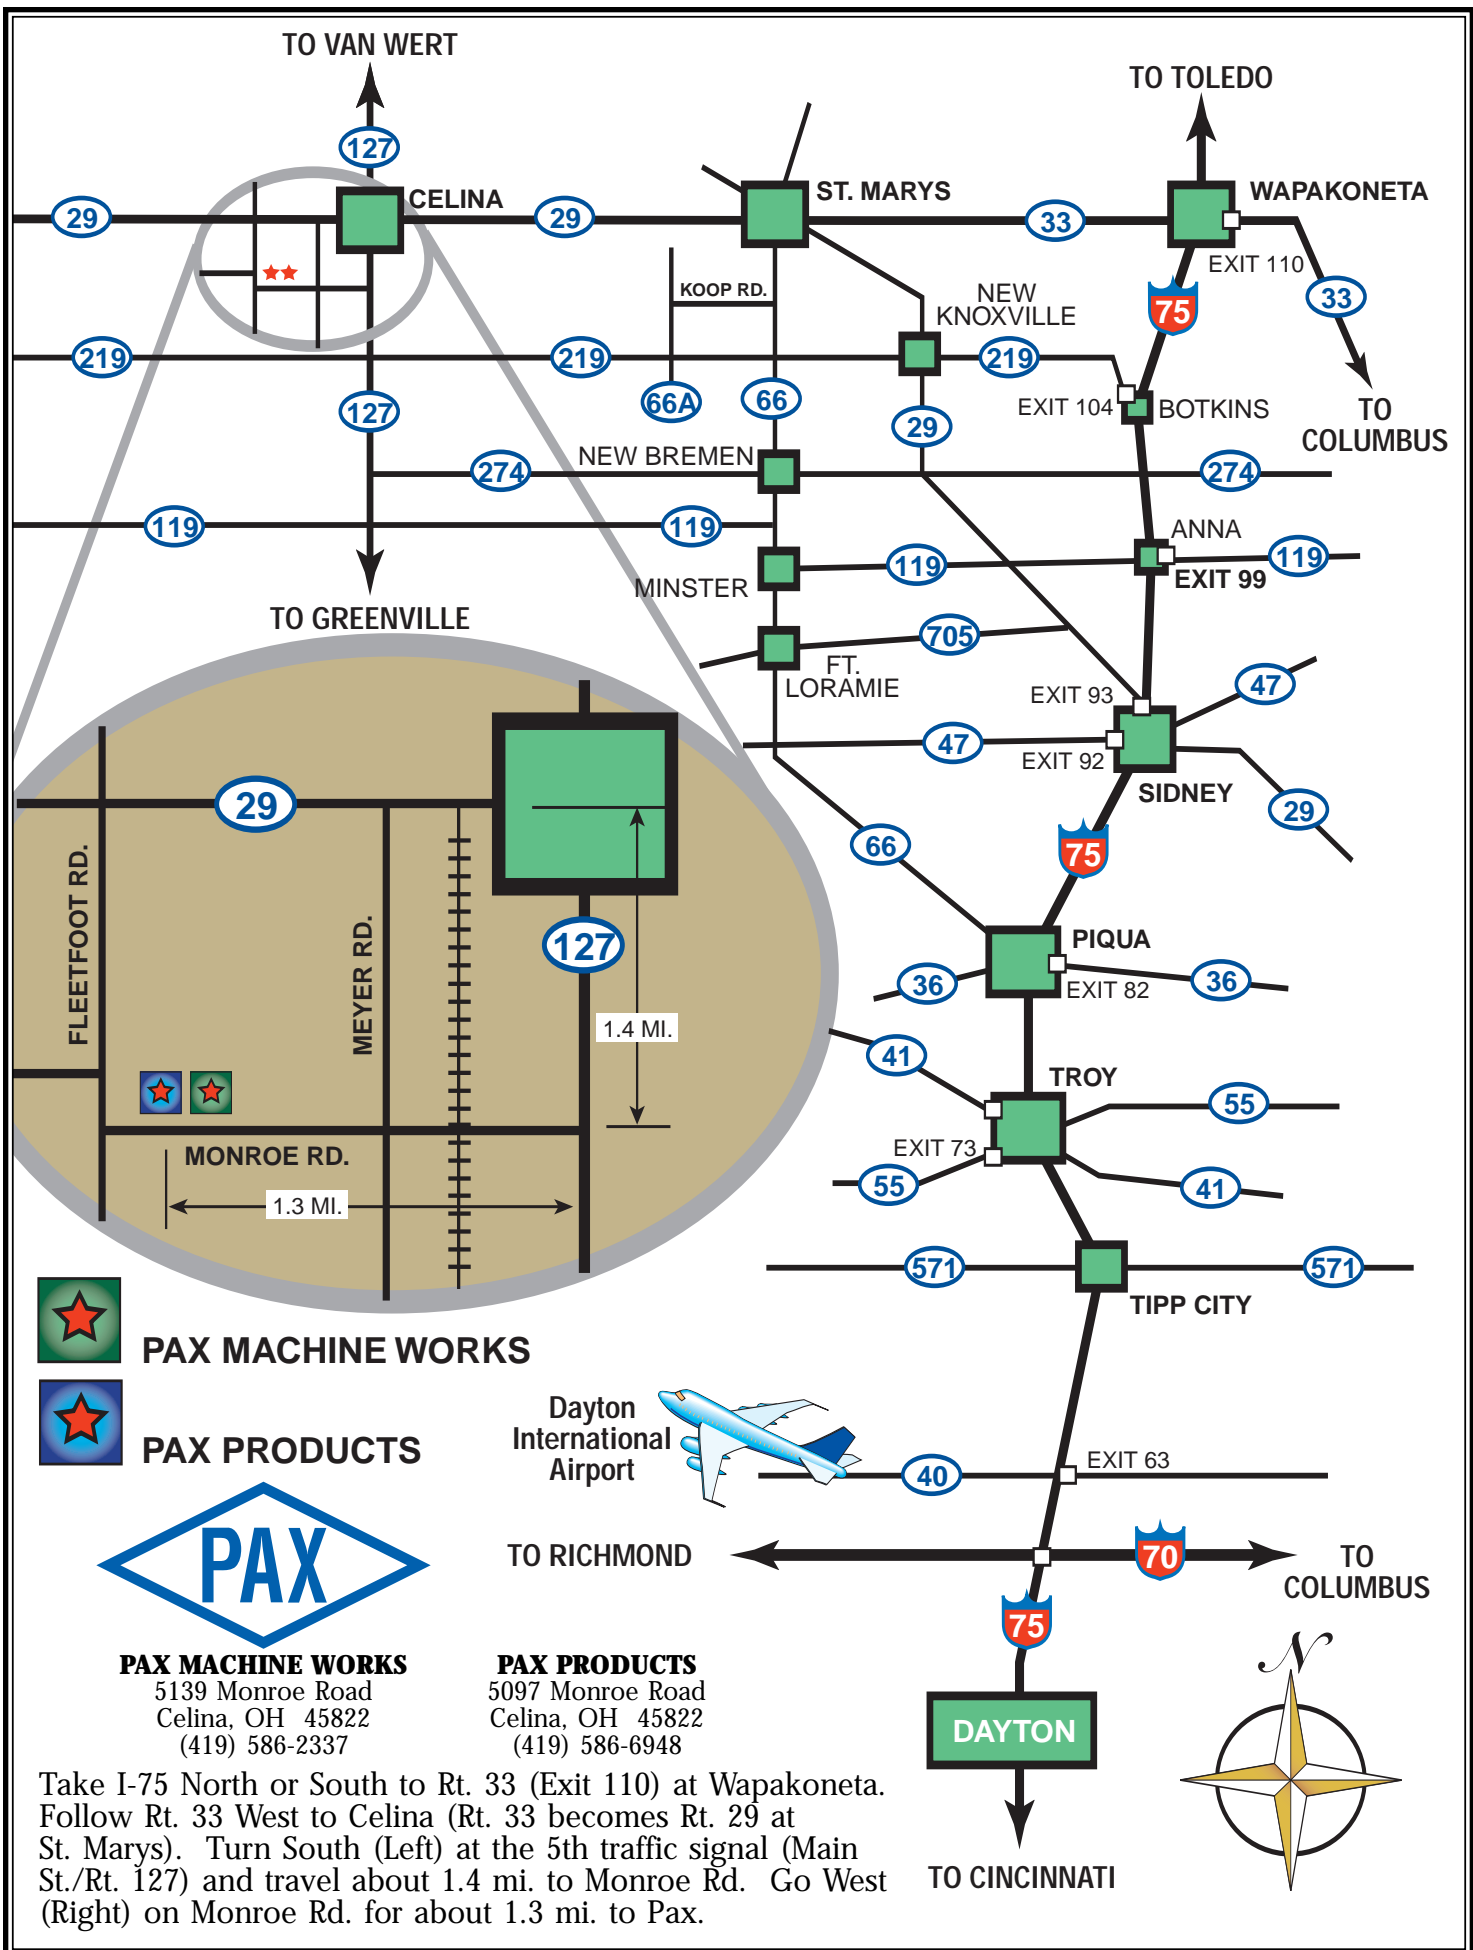 TO VAN WERT
TO TOLEDO
127
CELINA
ST. MARYS
WAPAKONETA
29
29
33
EXIT 110
KOOP RD.
NEW
KNOXVILLE
75
33
219
219
219
127
66A
66
29
EXIT 104
BOTKINS
TO
COLUMBUS
NEW BREMEN
274
274
119
119
ANNA
119
119
EXIT 99
MINSTER
TO GREENVILLE
705
FT.
LORAMIE
EXIT 93
47
47
EXIT 92
SIDNEY
29
29
FLEETFOOT RD.
MEYER RD.
127
1.4 MI.
MONROE RD.
1.3 MI.
66
75
PIQUA
36
36
EXIT 82
41
TROY
55
EXIT 73
55
41
571
571
TIPP CITY
PAX MACHINE WORKS
PAX PRODUCTS
Dayton
International
Airport
40
EXIT 63
TO RICHMOND
70
TO
COLUMBUS
75
PAX
N
PAX MACHINE WORKS
5139 Monroe Road
Celina, OH 45822
(419) 586-2337
PAX PRODUCTS
5097 Monroe Road
Celina, OH 45822
(419) 586-6948
DAYTON
TO CINCINNATI
Take I-75 North or South to Rt. 33 (Exit 110) at Wapakoneta.
Follow Rt. 33 West to Celina (Rt. 33 becomes Rt. 29 at
St. Marys). Turn South (Left) at the 5th traffic signal (Main
St./Rt. 127) and travel about 1.4 mi. to Monroe Rd. Go West
(Right) on Monroe Rd. for about 1.3 mi. to Pax.